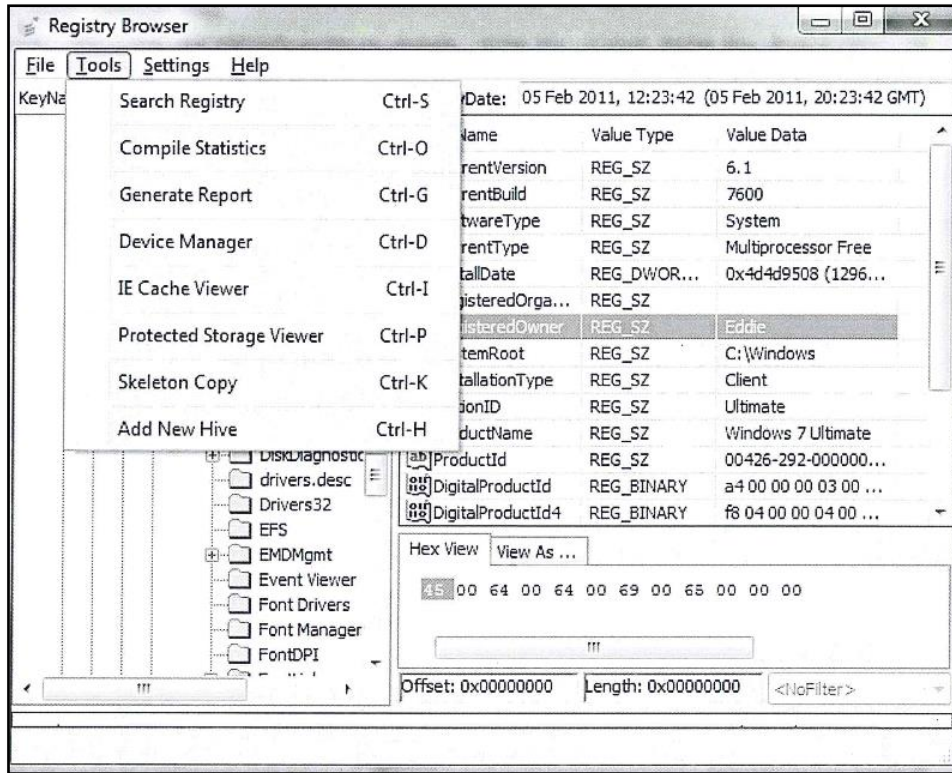 Registry Browser
File Tools Settings Help
KeyNa
Search Registry Ctrl-S
Compile Statistics Ctrl-O
Generate Report Ctrl-G
Device Manager Ctrl-D
IE Cache Viewer Ctrl-I
Protected Storage Viewer Ctrl-P
Skeleton Copy Ctrl-K
Add New Hive Ctrl-H
DiskDiagnostic
drivers.desc
Drivers32
EFS
EMDMgmt
Event Viewer
Font Drivers
Font Manager
FontDPI
yDate: 05 Feb 2011, 12:23:42 (05 Feb 2011, 20:23:42 GMT)
Name Value Type Value Data
rentVersion REG_SZ 6.1
rentBuild REG_SZ 7600
twareType REG_SZ System
rentType REG_SZ Multiprocessor Free
tallDate REG_DWOR... 0x4d4d9508 (1296...
gisteredOrga... REG_SZ
gisteredOwner REG_SZ Eddie
temRoot REG_SZ C:\Windows
tallationType REG_SZ Client
tionID REG_SZ Ultimate
ductName REG_SZ Windows 7 Ultimate
ProductId REG_SZ 00426-292-000000...
DigitalProductId REG_BINARY a4 00 00 00 03 00 ...
DigitalProductId4 REG_BINARY f8 04 00 00 04 00 ...
Hex View View As ...
45 00 64 00 64 00 69 00 65 00 00 00
Offset: 0x00000000 Length: 0x00000000 <NoFilter>